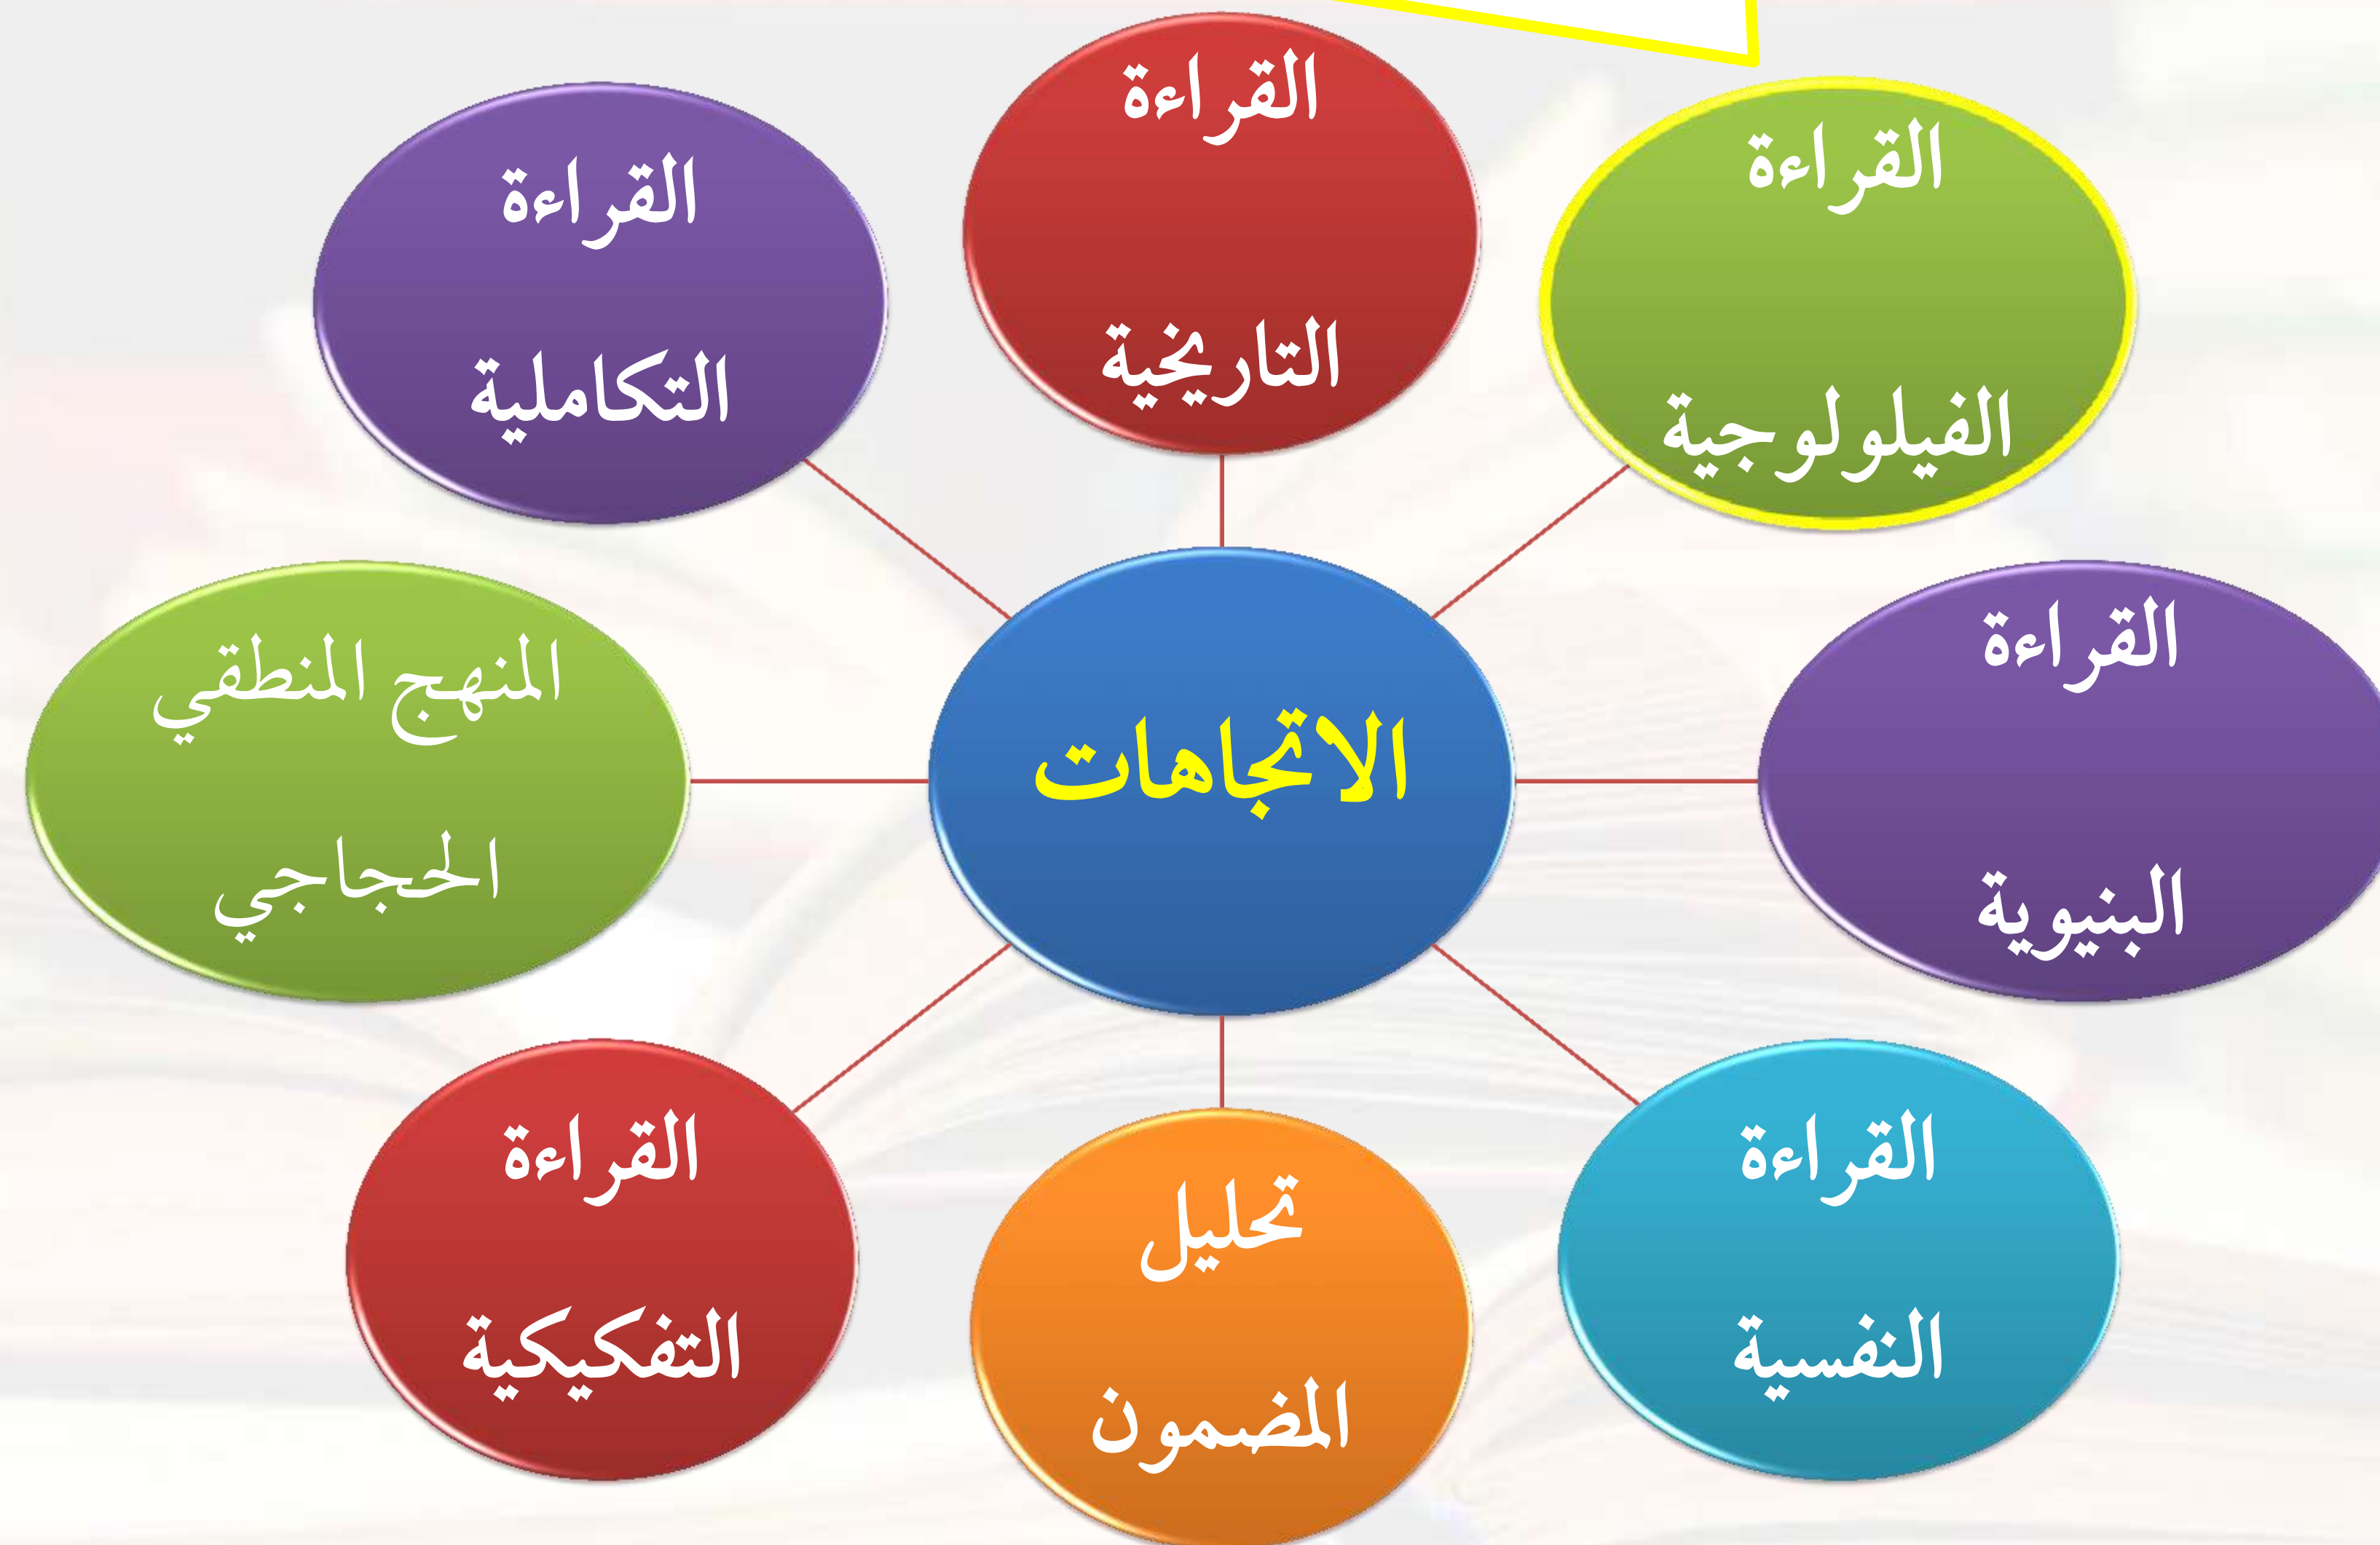 القراءة
التاريخية
القراءة
الفيلولوجية
القراءة
البنيوية
القراءة
النفسية
تحليل
المضمون
القراءة
التفكيكية
المنهج المنطقي
الحجاجي
القراءة
التكاملية
الاتجاهات